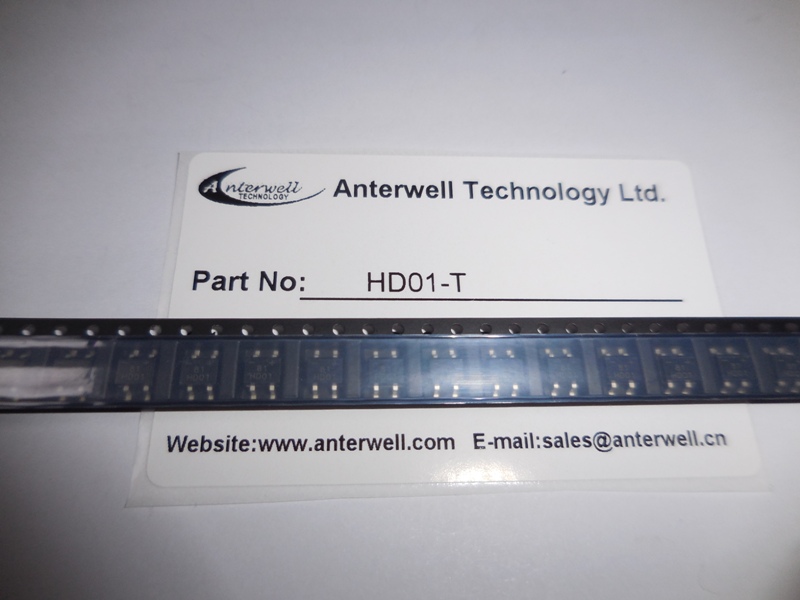 Anterwell
TECHNOLOGY
Anterwell Technology Ltd.
Part No: HD01-T
Website:www.anterwell.com E-mail:sales@anterwell.cn